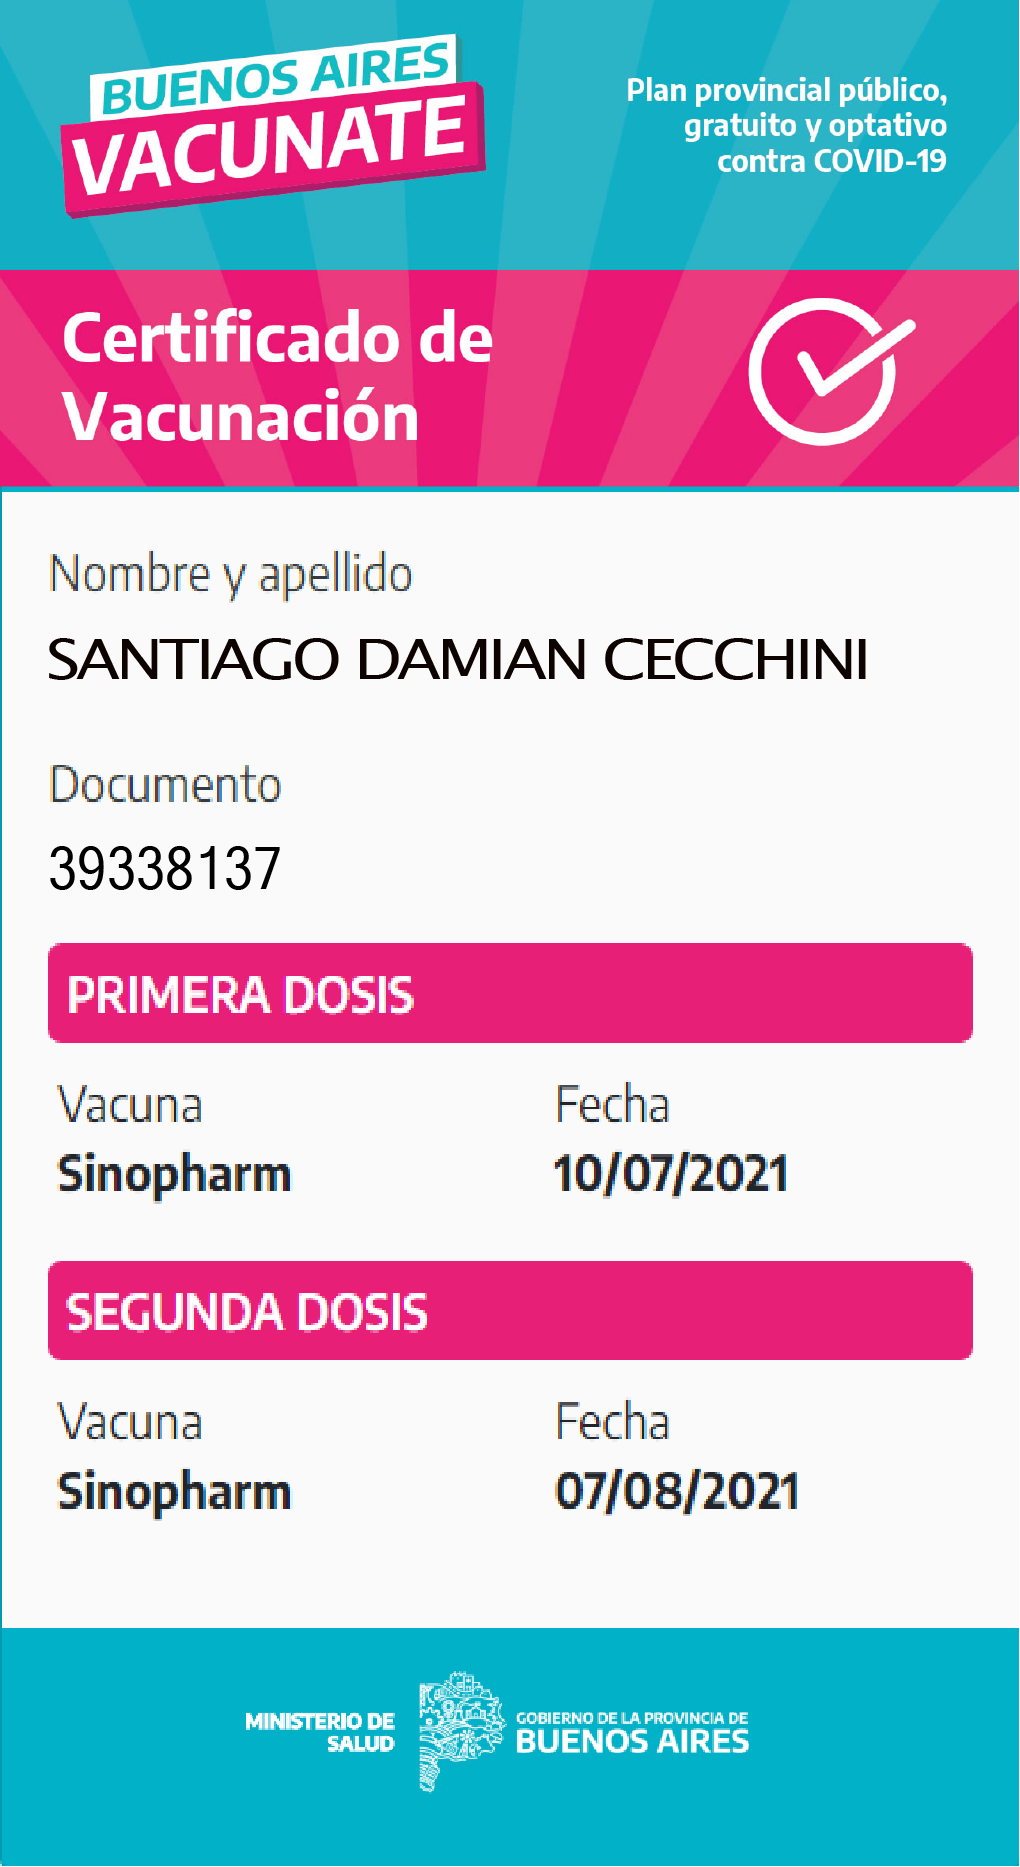 BUENOS AIRES
VACUNATE
Plan provincial público,
gratuito y optativo
contra COVID-19
Certificado de
Vacunación
Nombre y apellido
SANTIAGO DAMIAN CECCHINI
Documento
39338137
PRIMERA DOSIS
Vacuna Fecha
Sinopharm 10/07/2021
SEGUNDA DOSIS
Vacuna Fecha
Sinopharm 07/08/2021
MINISTERIO DE
SALUD
GOBIERNO DE LA PROVINCIA DE
BUENOS AIRES